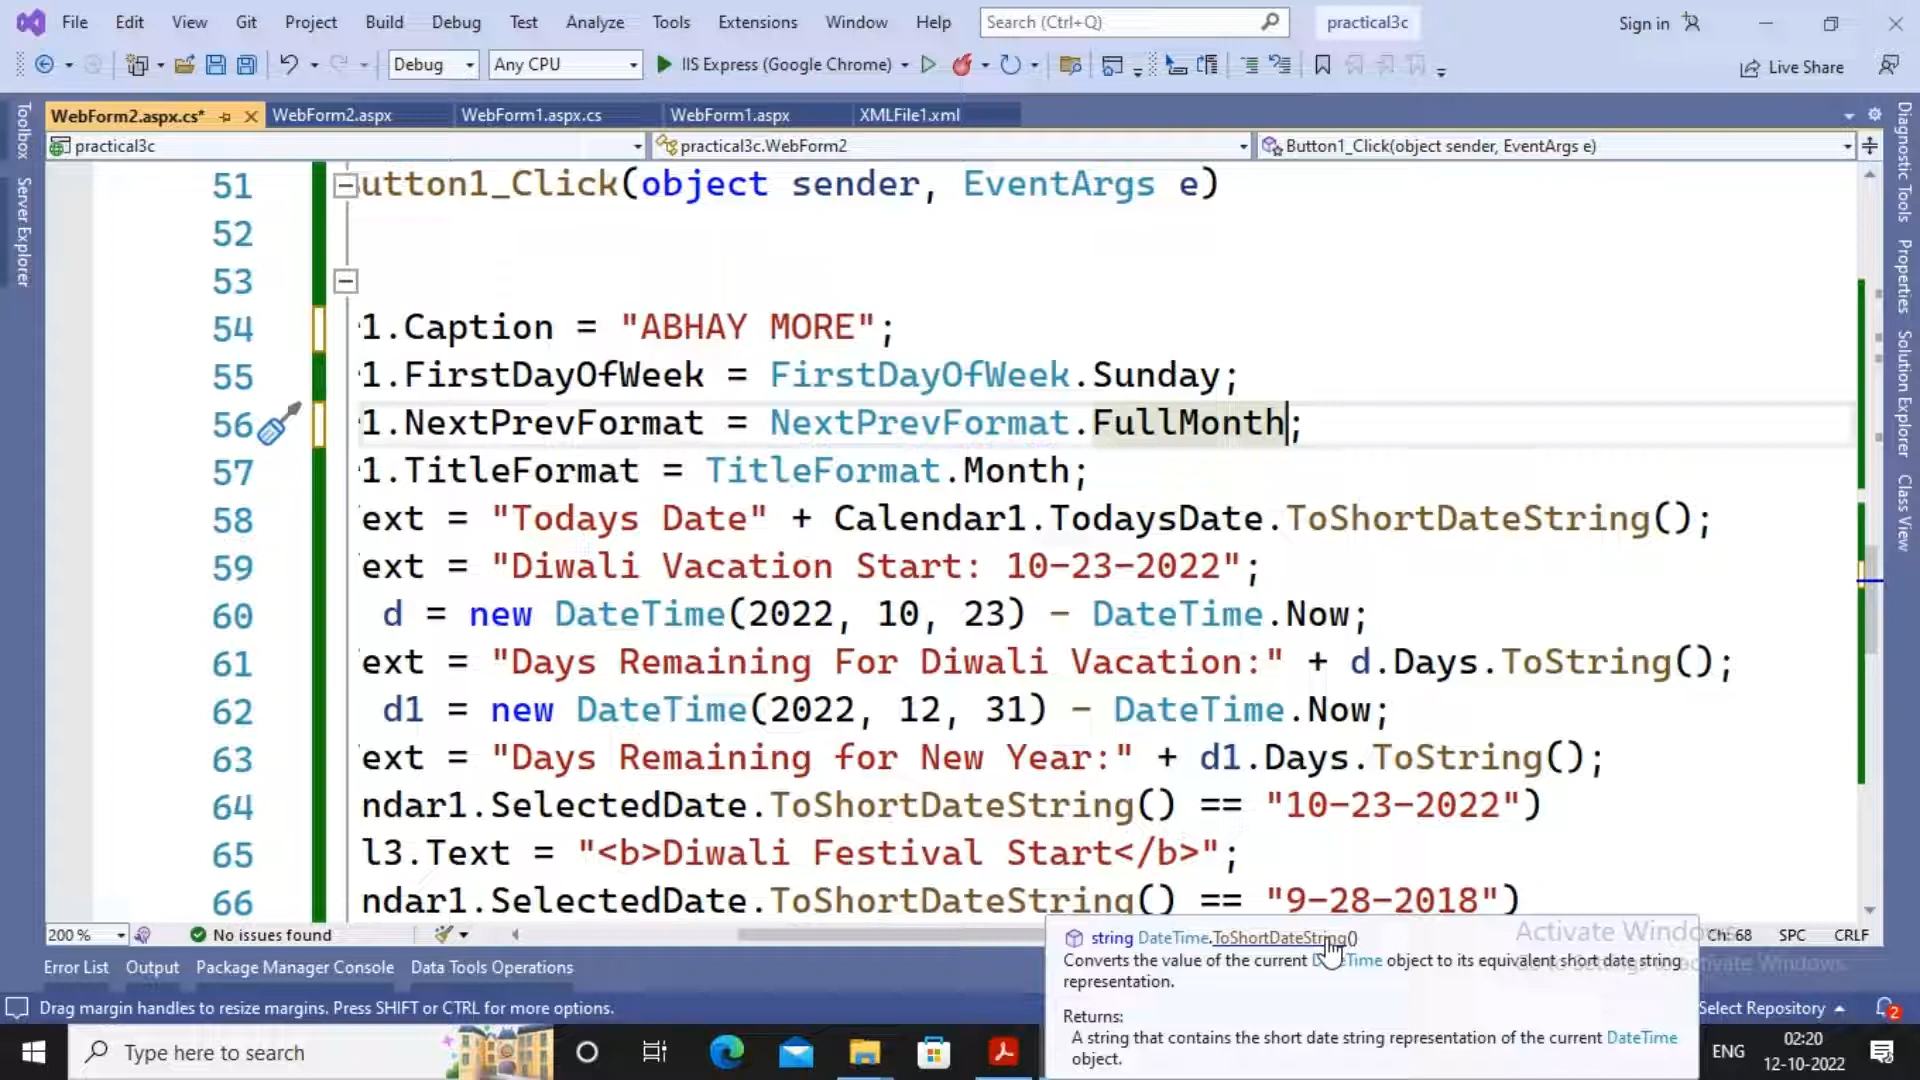 File Edit View Git Project Build Debug Test Analyze Tools Extensions Window Help Search (Ctrl+Q) practical3c Sign in
Debug Any CPU IIS Express (Google Chrome) Live Share
WebForm2.aspx.cs* WebForm2.aspx WebForm1.aspx.cs WebForm1.aspx XMLFile1.xml
practical3c practical3c.WebForm2 Button1_Click(object sender, EventArgs e)
Toolbox
Server Explorer
Diagnostic Tools
Properties
Solution Explorer
Class View
51 utton1_Click(object sender, EventArgs e)
52
53
54 1.Caption = "ABHAY MORE";
55 1.FirstDayOfWeek = FirstDayOfWeek.Sunday;
56 1.NextPrevFormat = NextPrevFormat.FullMonth;
57 1.TitleFormat = TitleFormat.Month;
58 ext = "Todays Date" + Calendar1.TodaysDate.ToShortDateString();
59 ext = "Diwali Vacation Start: 10-23-2022";
60 d = new DateTime(2022, 10, 23) - DateTime.Now;
61 ext = "Days Remaining For Diwali Vacation:" + d.Days.ToString();
62 d1 = new DateTime(2022, 12, 31) - DateTime.Now;
63 ext = "Days Remaining for New Year:" + d1.Days.ToString();
64 ndar1.SelectedDate.ToShortDateString() == "10-23-2022")
65 l3.Text = "<b>Diwali Festival Start</b>";
66 ndar1.SelectedDate.ToShortDateString() == "9-28-2018")
200 % No issues found Ch: 68 SPC CRLF
Activate Windows
string DateTime.ToShortDateString()
Converts the value of the current DateTime object to its equivalent short date string
representation.
Returns:
A string that contains the short date string representation of the current DateTime
object.
Error List Output Package Manager Console Data Tools Operations
Drag margin handles to resize margins. Press SHIFT or CTRL for more options. Select Repository 2
Type here to search ENG 02:20
12-10-2022